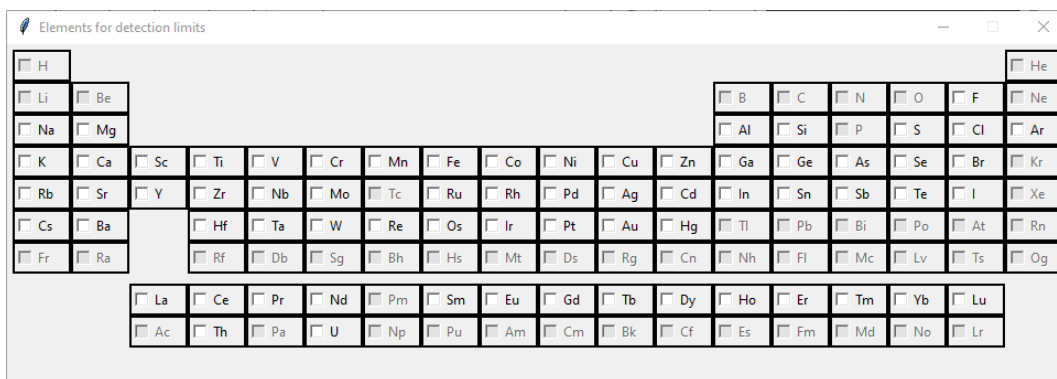 Elements for detection limits
H He
Li Be B C N O F Ne
Na Mg Al Si P S Cl Ar
K Ca Sc Ti V Cr Mn Fe Co Ni Cu Zn Ga Ge As Se Br Kr
Rb Sr Y Zr Nb Mo Tc Ru Rh Pd Ag Cd In Sn Sb Te I Xe
Cs Ba Hf Ta W Re Os Ir Pt Au Hg Tl Pb Bi Po At Rn
Fr Ra Rf Db Sg Bh Hs Mt Ds Rg Cn Nh Fl Mc Lv Ts Og
La Ce Pr Nd Pm Sm Eu Gd Tb Dy Ho Er Tm Yb Lu
Ac Th Pa U Np Pu Am Cm Bk Cf Es Fm Md No Lr